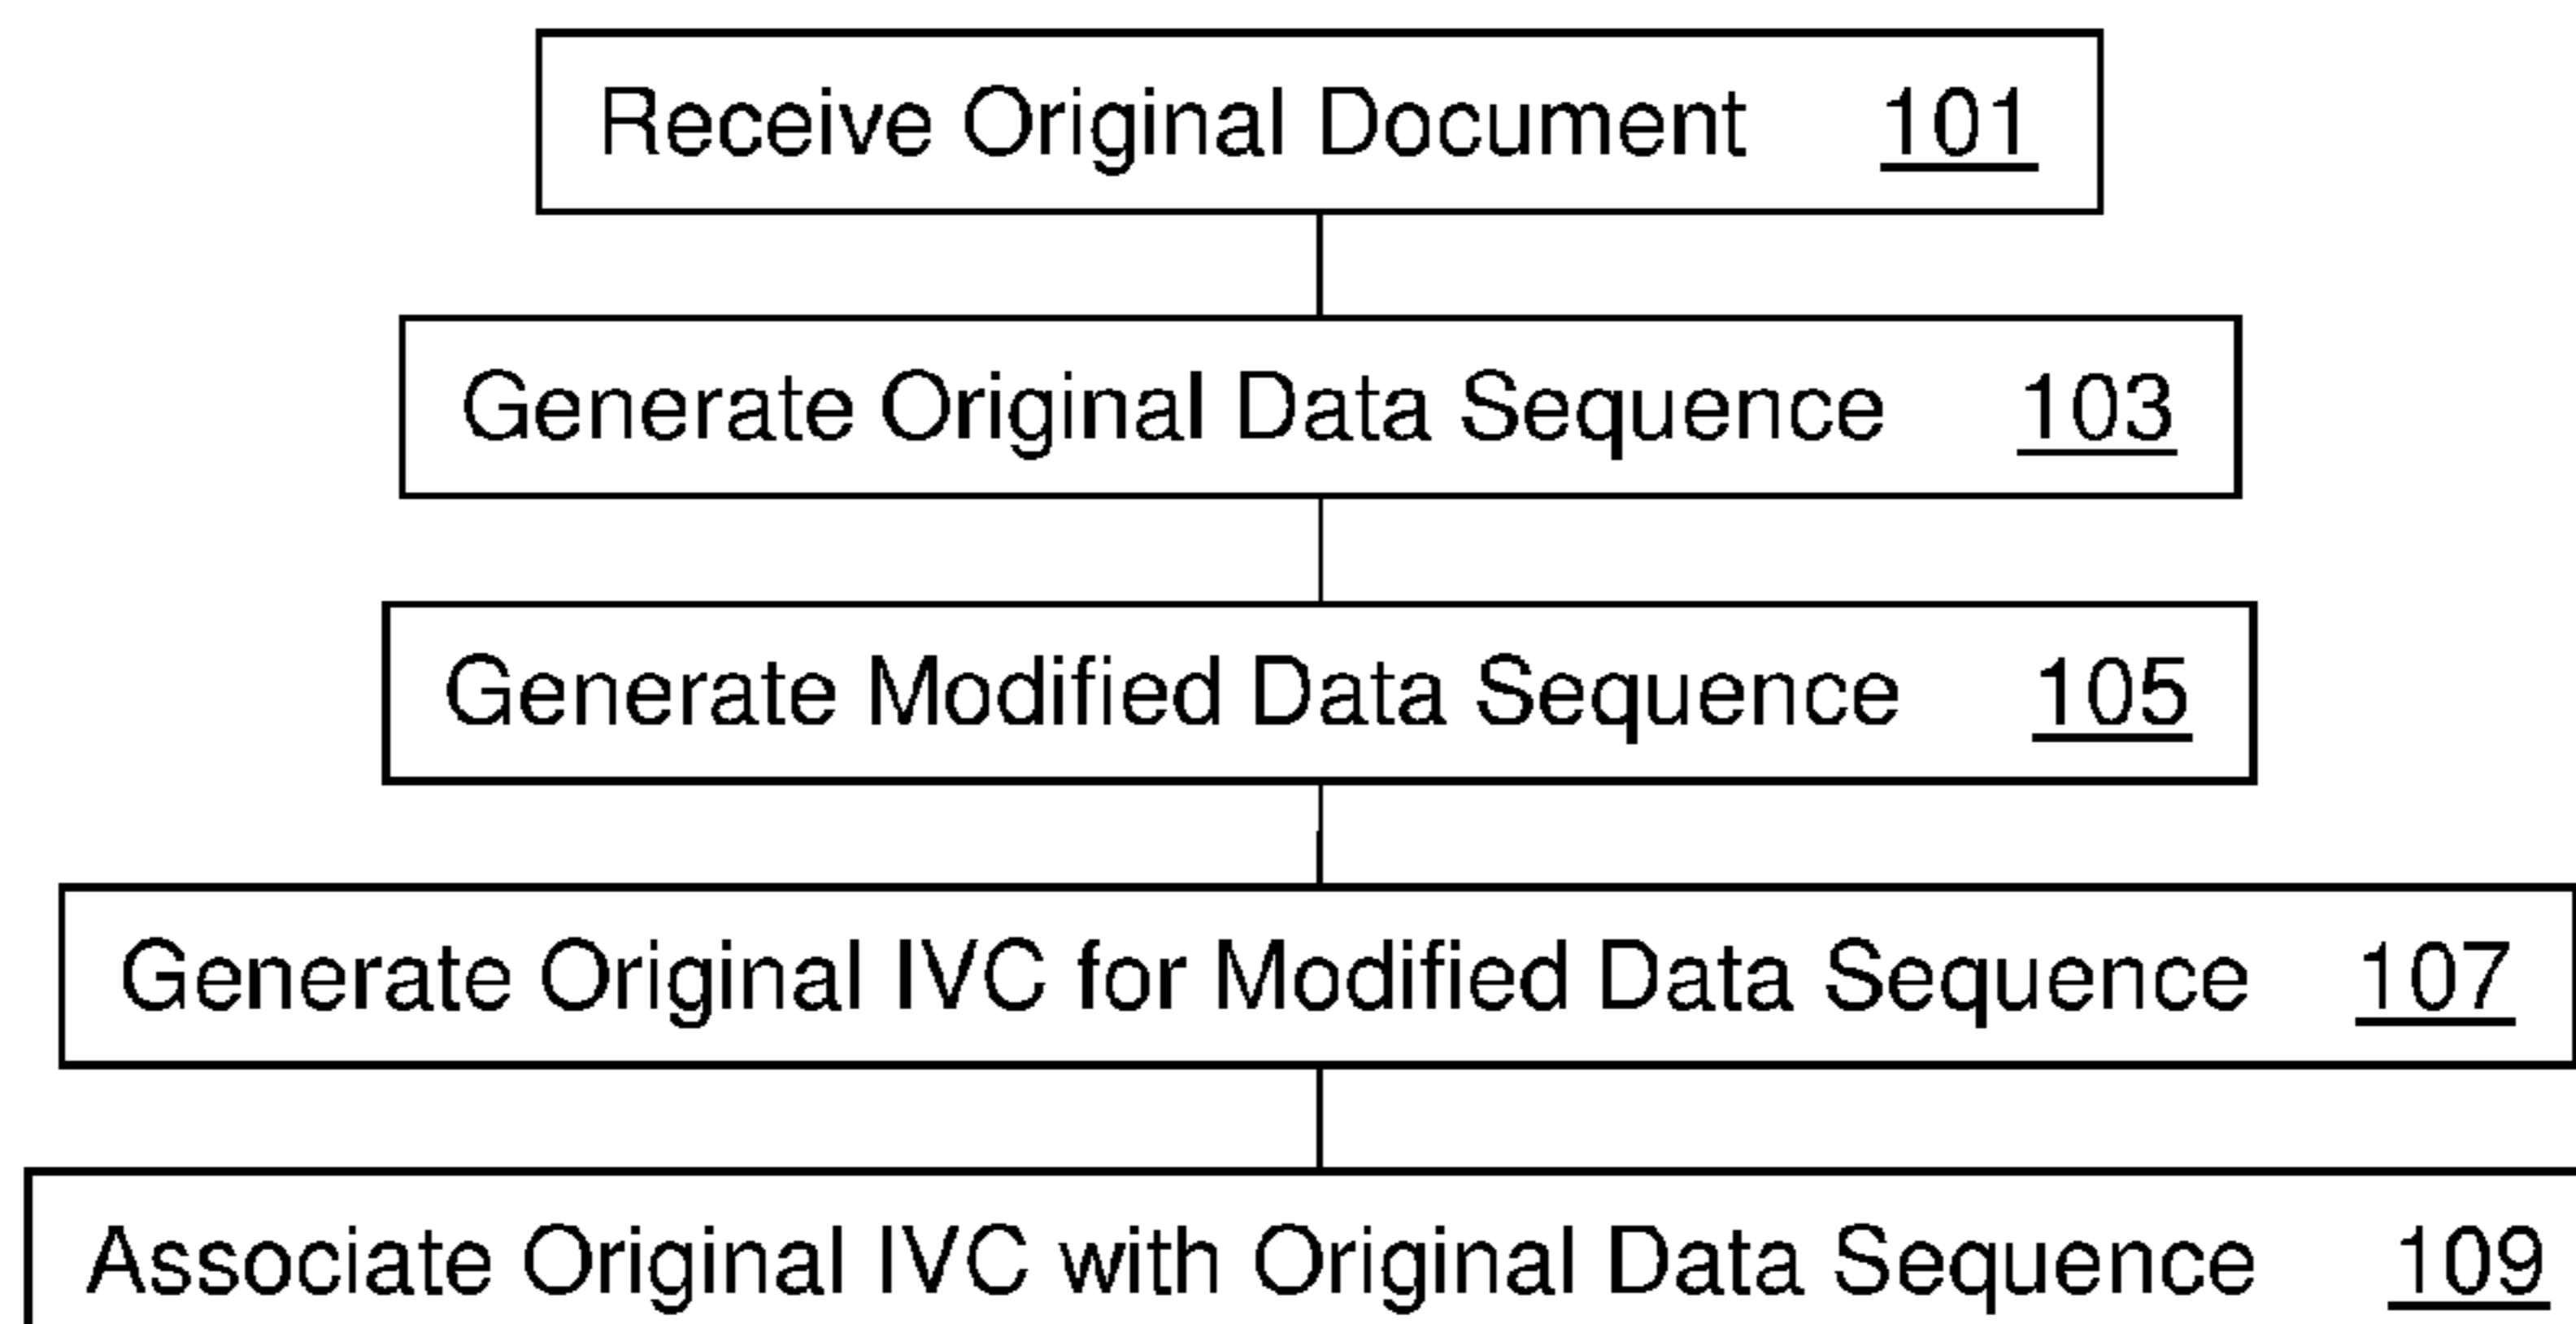 Receive Original Document 101
Generate Original Data Sequence 103
Generate Modified Data Sequence 105
Generate Original IVC for Modified Data Sequence 107
Associate Original IVC with Original Data Sequence 109